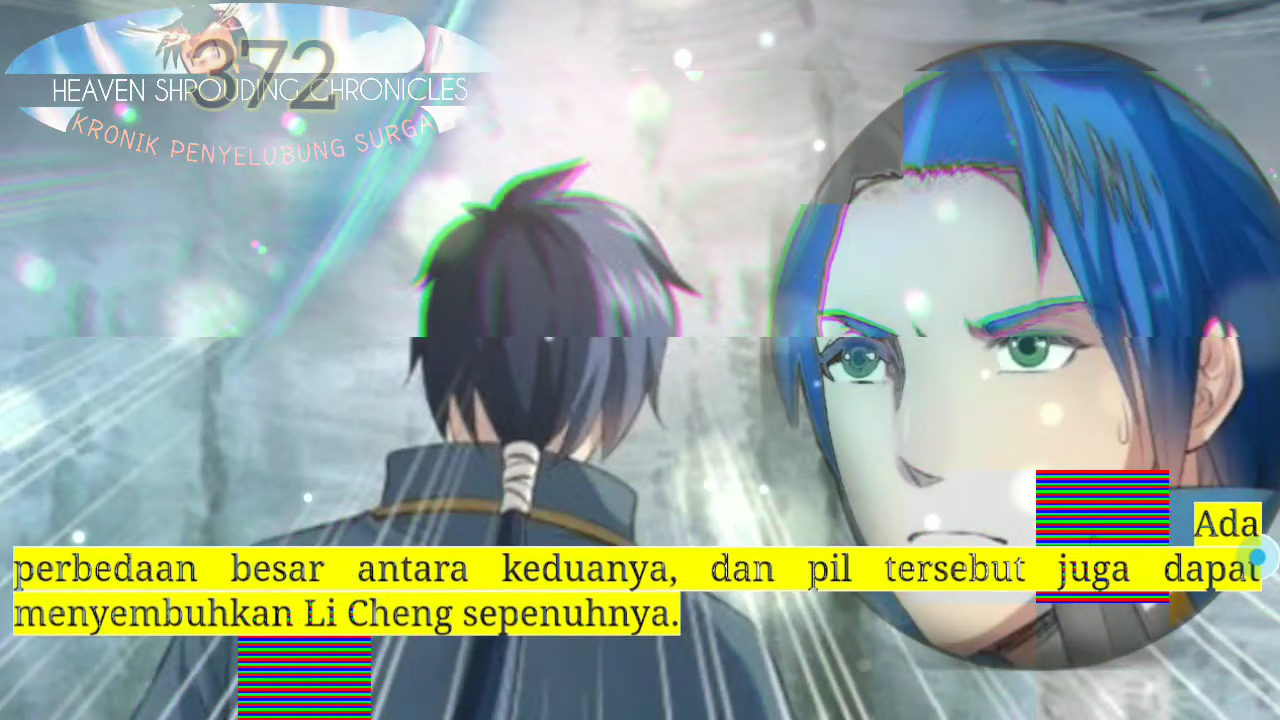 372
HEAVEN SHROUDING CHRONICLES
KRONIK PENYELUBUNG SURGA
Ada
perbedaan besar antara keduanya, dan pil tersebut juga dapat
menyembuhkan Li Cheng sepenuhnya.